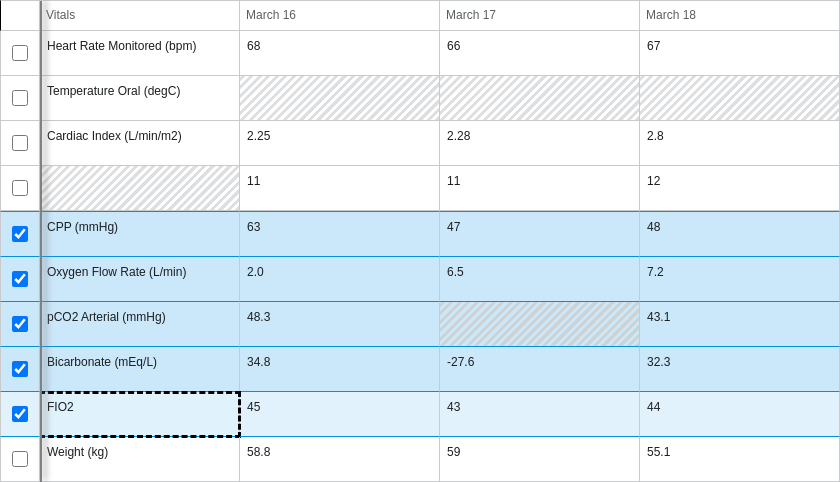 Vitals March 16 March 17 March 18
Heart Rate Monitored (bpm) 68 66 67
Temperature Oral (degC)
Cardiac Index (L/min/m2) 2.25 2.28 2.8
11 11 12
CPP (mmHg) 63 47 48
Oxygen Flow Rate (L/min) 2.0 6.5 7.2
pCO2 Arterial (mmHg) 48.3 43.1
Bicarbonate (mEq/L) 34.8 -27.6 32.3
FIO2 45 43 44
Weight (kg) 58.8 59 55.1